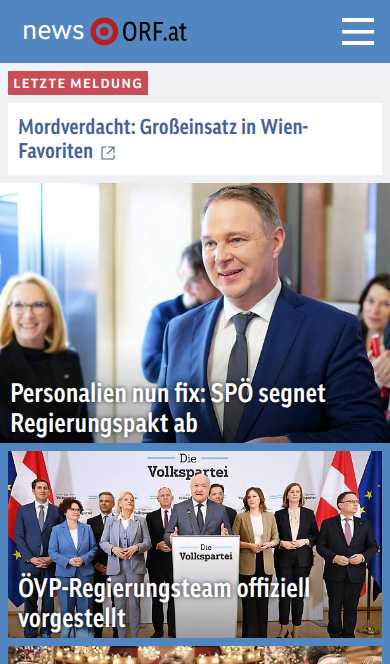 news ORF.at
LETZTE MELDUNG
Mordverdacht: Großeinsatz in Wien-
Favoriten
Personalien nun fix: SPÖ segnet
Regierungspakt ab
Die
Volkspartei
Die
Volkspartei
ÖVP-Regierungsteam offiziell
vorgestellt